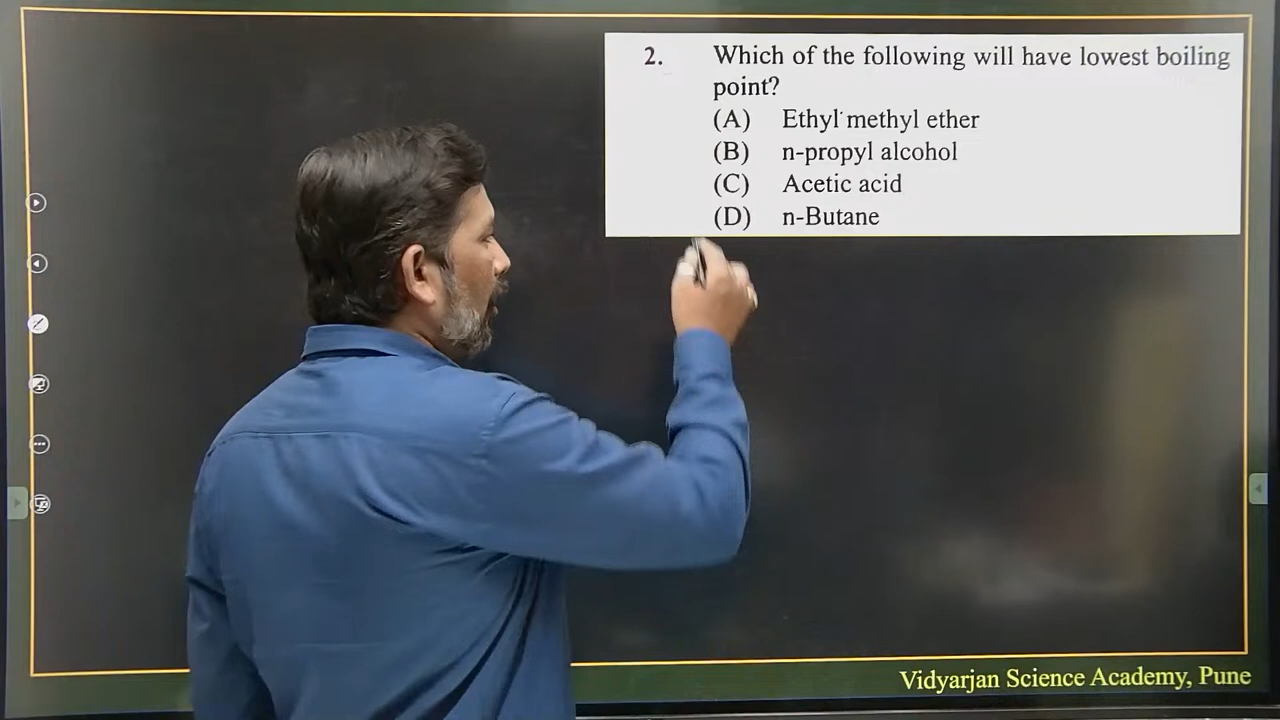 2. Which of the following will have lowest boiling
point?
(A) Ethyl methyl ether
(B) n-propyl alcohol
(C) Acetic acid
(D) n-Butane
Vidyarjan Science Academy, Pune